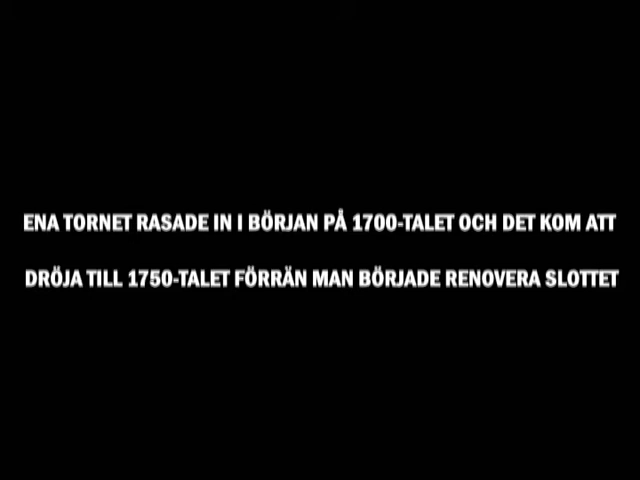 ENA TORNET RASADE IN I BÖRJAN PÅ 1700-TALET OCH DET KOM ATT
DRÖJA TILL 1750-TALET FÖRRÄN MAN BÖRJADE RENOVERA SLOTTET